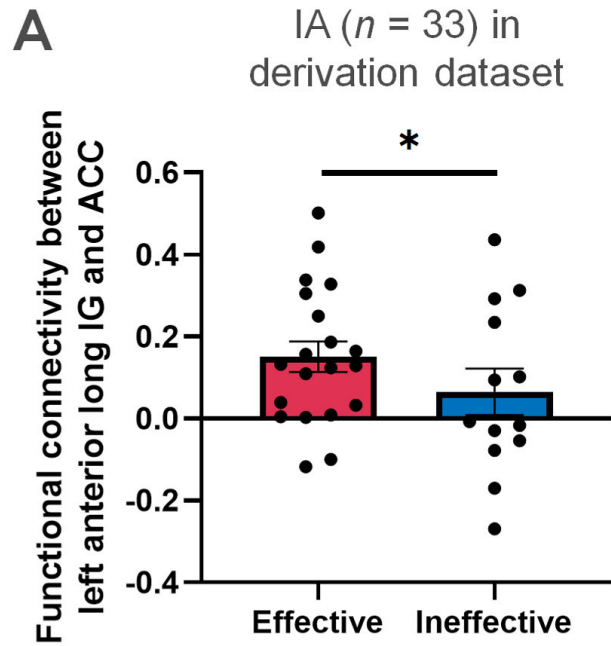 A
IA (n = 33) in
derivation dataset
*
Functional connectivity between
left anterior long IG and ACC
0.6
0.4
0.2
0.0
-0.2
-0.4
Effective
Ineffective